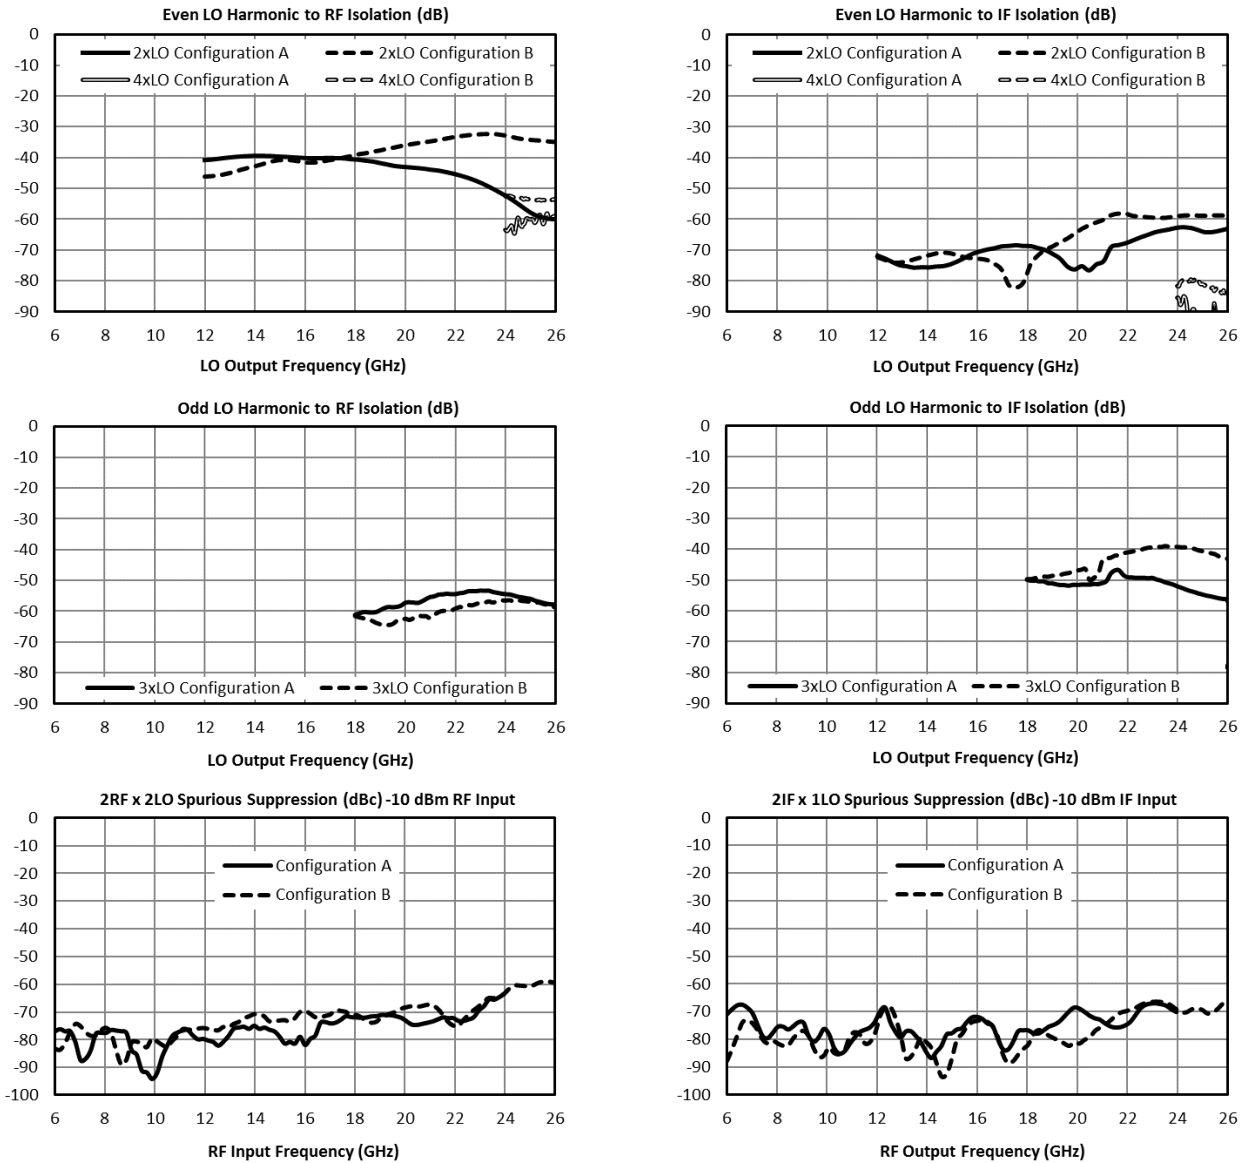 Even LO Harmonic to RF Isolation (dB)
0
-10
-20
-30
-40
-50
-60
-70
-80
-90
2xLO Configuration A
2xLO Configuration B
4xLO Configuration A
4xLO Configuration B
6 8 10 12 14 16 18 20 22 24 26
LO Output Frequency (GHz)
Even LO Harmonic to IF Isolation (dB)
0
-10
-20
-30
-40
-50
-60
-70
-80
-90
2xLO Configuration A
2xLO Configuration B
4xLO Configuration A
4xLO Configuration B
6 8 10 12 14 16 18 20 22 24 26
LO Output Frequency (GHz)
Odd LO Harmonic to RF Isolation (dB)
0
-10
-20
-30
-40
-50
-60
-70
-80
-90
3xLO Configuration A
3xLO Configuration B
6 8 10 12 14 16 18 20 22 24 26
LO Output Frequency (GHz)
Odd LO Harmonic to IF Isolation (dB)
0
-10
-20
-30
-40
-50
-60
-70
-80
-90
3xLO Configuration A
3xLO Configuration B
6 8 10 12 14 16 18 20 22 24 26
LO Output Frequency (GHz)
2RF x 2LO Spurious Suppression (dBc) -10 dBm RF Input
0
-10
-20
-30
-40
-50
-60
-70
-80
-90
-100
Configuration A
Configuration B
6 8 10 12 14 16 18 20 22 24 26
RF Input Frequency (GHz)
2IF x 1LO Spurious Suppression (dBc) -10 dBm IF Input
0
-10
-20
-30
-40
-50
-60
-70
-80
-90
-100
Configuration A
Configuration B
6 8 10 12 14 16 18 20 22 24 26
RF Output Frequency (GHz)